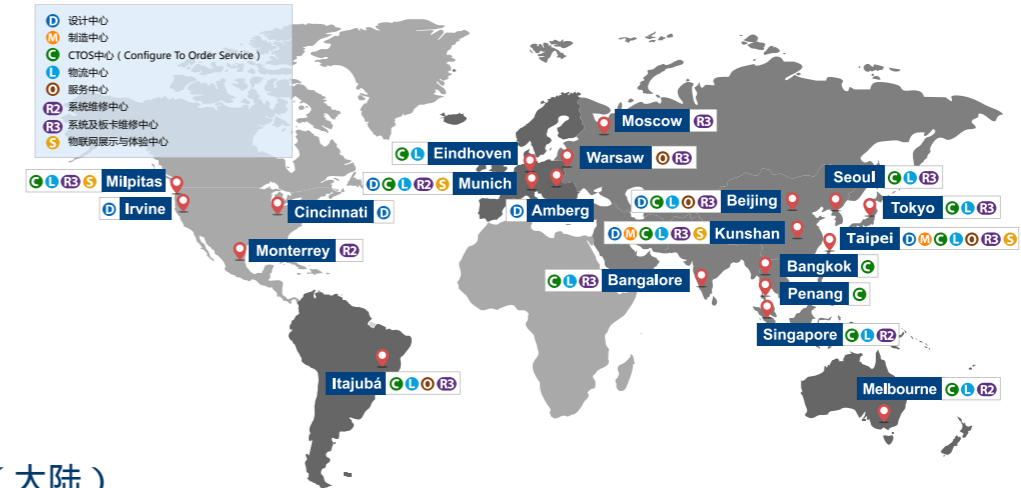 D 设计中心
M 制造中心
C CTOS中心 ( Configure To Order Service )
L 物流中心
O 服务中心
R2 系统维修中心
R3 系统及板卡维修中心
S 物联网展示与体验中心
Moscow R3
C L Eindhoven
Warsaw O R3
C L R3 S Milpitas
D C L R2 S Munich
Seoul C L R3
D Irvine
Cincinnati D
D Amberg
D C L O R3 Beijing
Tokyo C L R3
Monterrey R2
D M C L R3 S Kunshan
Taipei D M C L O R3 S
C L R3 Bangalore
Bangkok C
Penang C
Singapore C L R2
Itajubá C L O R3
Melbourne C L R2
( 大陆 )